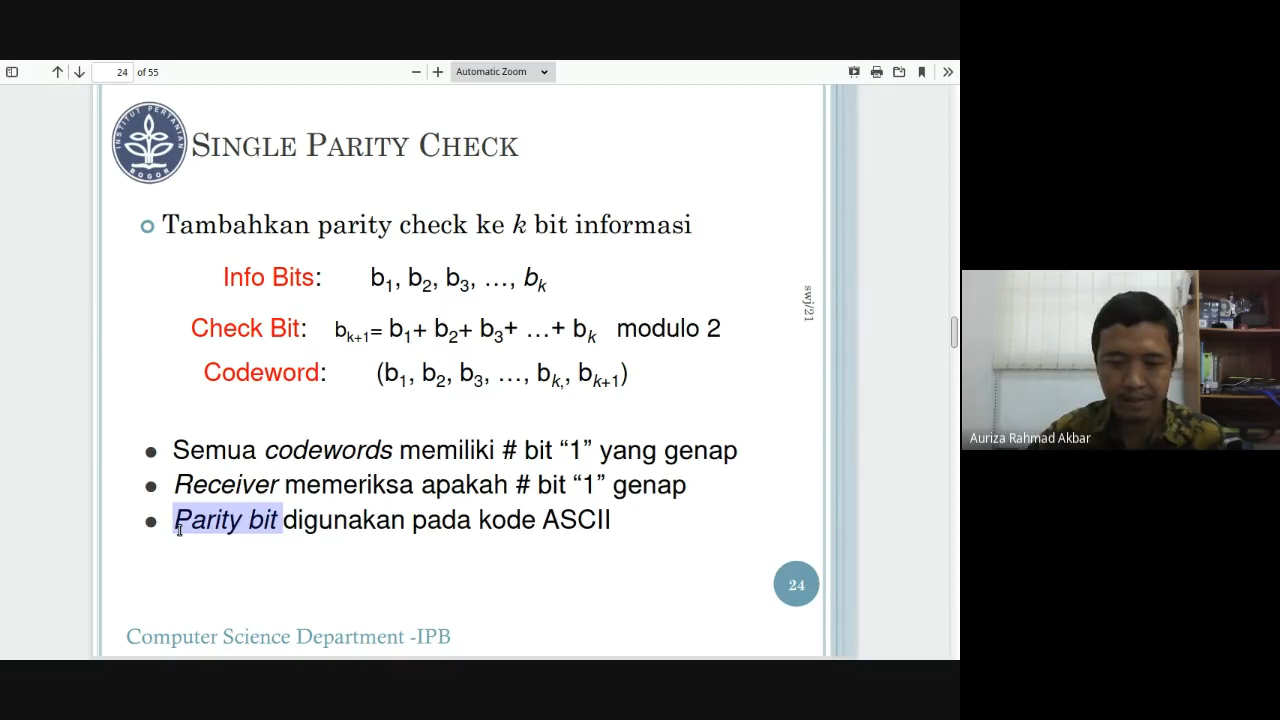 24 of 55
Automatic Zoom
INSTITUT PERTANIAN
BOGOR
SINGLE PARITY CHECK
Tambahkan parity check ke k bit informasi
Info Bits: b1, b2, b3, …, bk
Check Bit: bk+1= b1+ b2+ b3+ …+ bk modulo 2
Codeword: (b1, b2, b3, …, bk,, bk+1)
swj/21
Semua codewords memiliki # bit “1” yang genap
Receiver memeriksa apakah # bit “1” genap
Parity bit digunakan pada kode ASCII
24
Computer Science Department -IPB
Auriza Rahmad Akbar